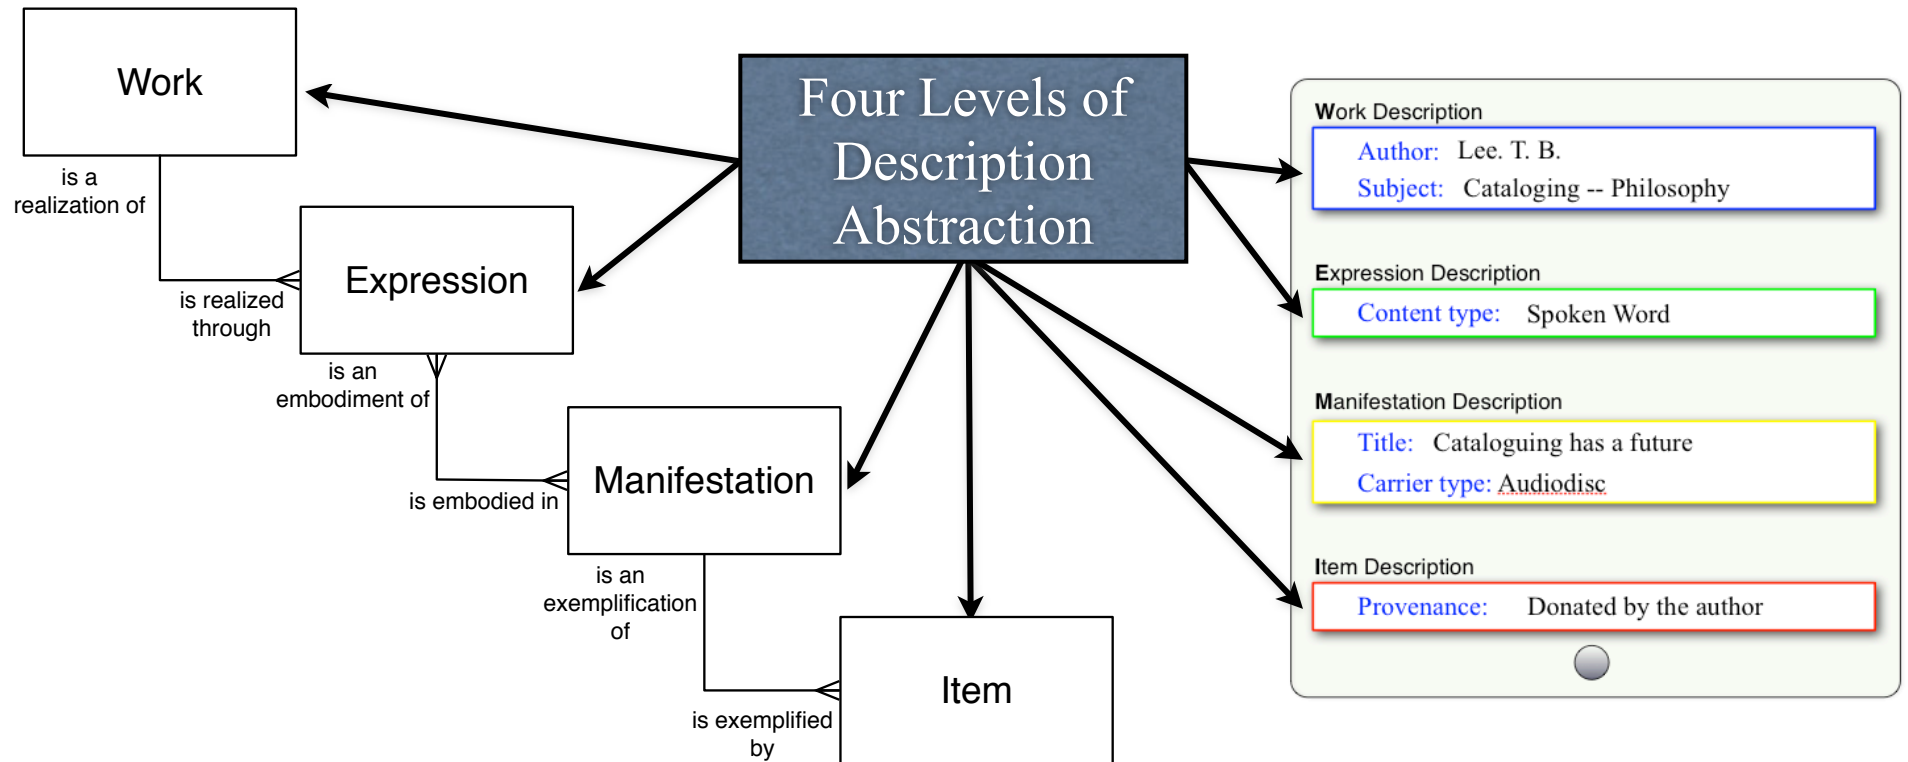 Work
is a
realization of
is realized
through
Expression
is an
embodiment of
is embodied in
Manifestation
is an
exemplification
of
is exemplified
by
Item
Four Levels of
Description
Abstraction
Work Description
Author: Lee. T. B.
Subject: Cataloging -- Philosophy
Expression Description
Content type: Spoken Word
Manifestation Description
Title: Cataloguing has a future
Carrier type: Audiodisc
Item Description
Provenance: Donated by the author